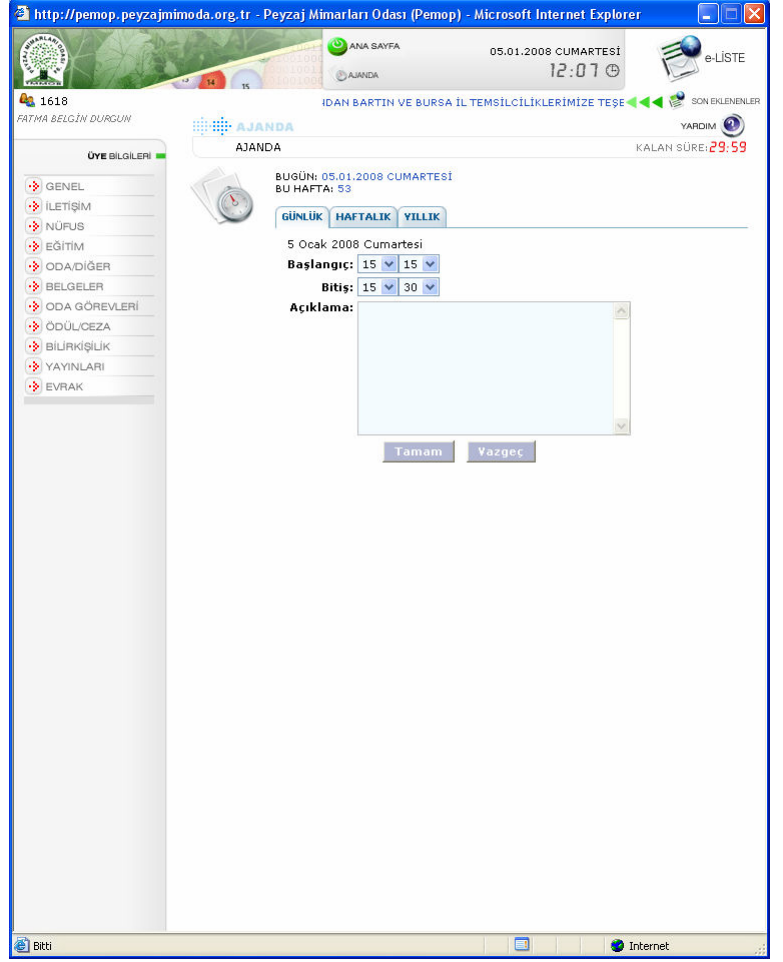 http://pemop.peyzajmimoda.org.tr - Peyzaj Mimarları Odası (Pemop) - Microsoft Internet Explorer
ANA SAYFA
AJANDA
05.01.2008 CUMARTESİ
12:07
e-LİSTE
14
15
1618
FATMA BELGİN DURGUN
IDAN BARTIN VE BURSA İL TEMSİLCİLİKLERİMİZE TEŞE
SON EKLENENLER
AJANDA
YARDIM
AJANDA
KALAN SÜRE:29:59
ÜYE BİLGİLERİ
GENEL
İLETİŞİM
NÜFUS
EĞİTİM
ODA/DİĞER
BELGELER
ODA GÖREVLERİ
ÖDÜL/CEZA
BİLİRKİŞİLİK
YAYINLARI
EVRAK
BUGÜN: 05.01.2008 CUMARTESİ
BU HAFTA: 53
GÜNLÜK HAFTALIK YILLIK
5 Ocak 2008 Cumartesi
Başlangıç: 15 15
Bitiş: 15 30
Açıklama:
Tamam Vazgeç
Bitti
Internet